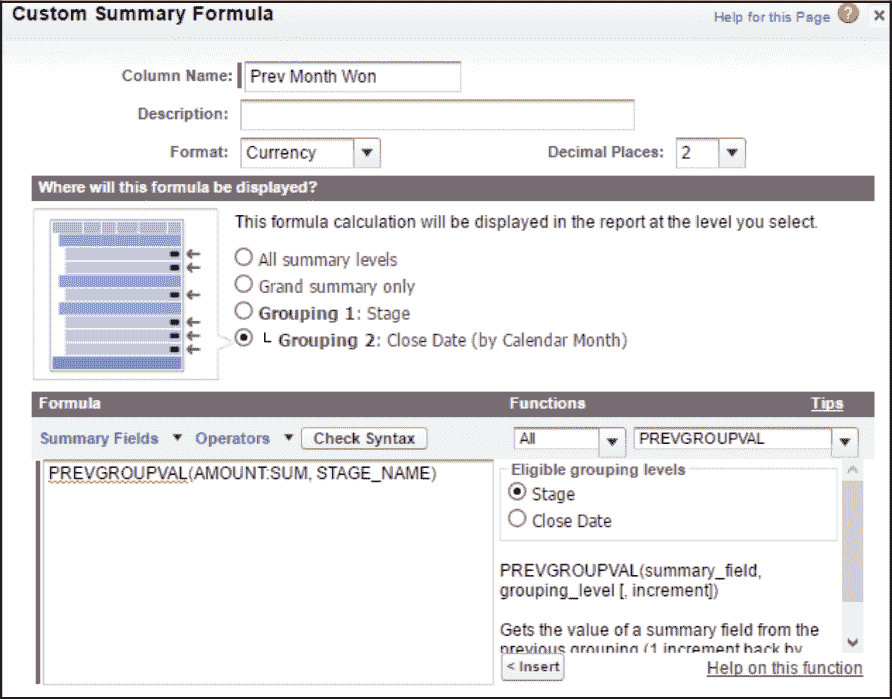 Custom Summary Formula
Help for this Page ? ×
Column Name: Prev Month Won
Description:
Format: Currency Decimal Places: 2
Where will this formula be displayed?
This formula calculation will be displayed in the report at the level you select.
All summary levels
Grand summary only
Grouping 1: Stage
Grouping 2: Close Date (by Calendar Month)
Formula Functions Tips
Summary Fields Operators Check Syntax All PREVGROUPVAL
PREVGROUPVAL(AMOUNT:SUM, STAGE_NAME)
Eligible grouping levels
Stage
Close Date
PREVGROUPVAL(summary_field,
grouping_level [, increment])
Gets the value of a summary field from the
previous grouping (1 increment back by
< Insert Help on this function